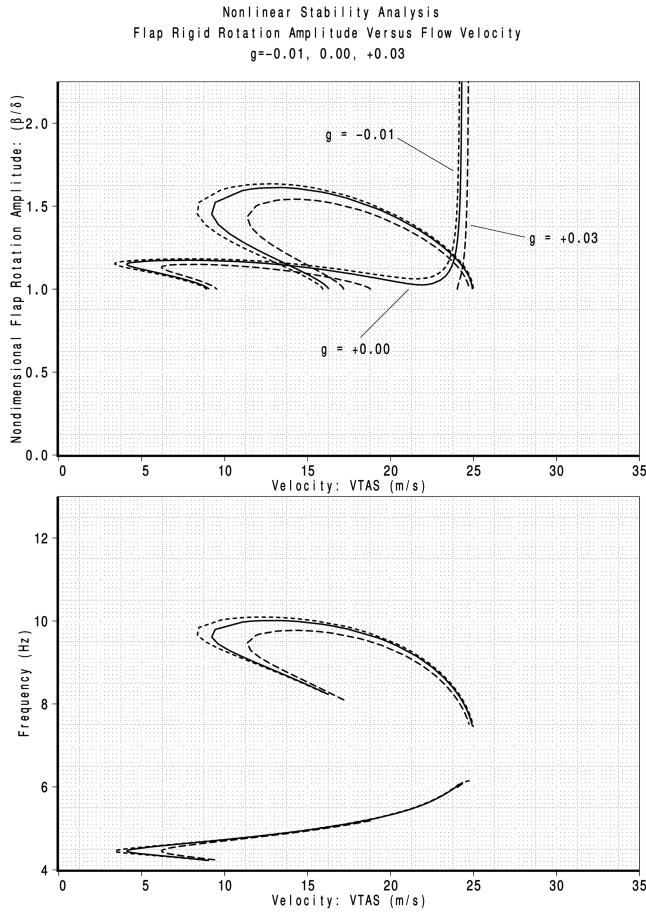 Nonlinear Stability Analysis
Flap Rigid Rotation Amplitude Versus Flow Velocity
g=-0.01, 0.00, +0.03
Nondimensional Flap Rotation Amplitude: (β/δ)
2.0
1.5
1.0
0.5
0.0
g = -0.01
g = +0.03
g = +0.00
0 5 10 15 20 25 30 35
Velocity: VTAS (m/s)
Frequency (Hz)
12
10
8
6
4
0 5 10 15 20 25 30 35
Velocity: VTAS (m/s)